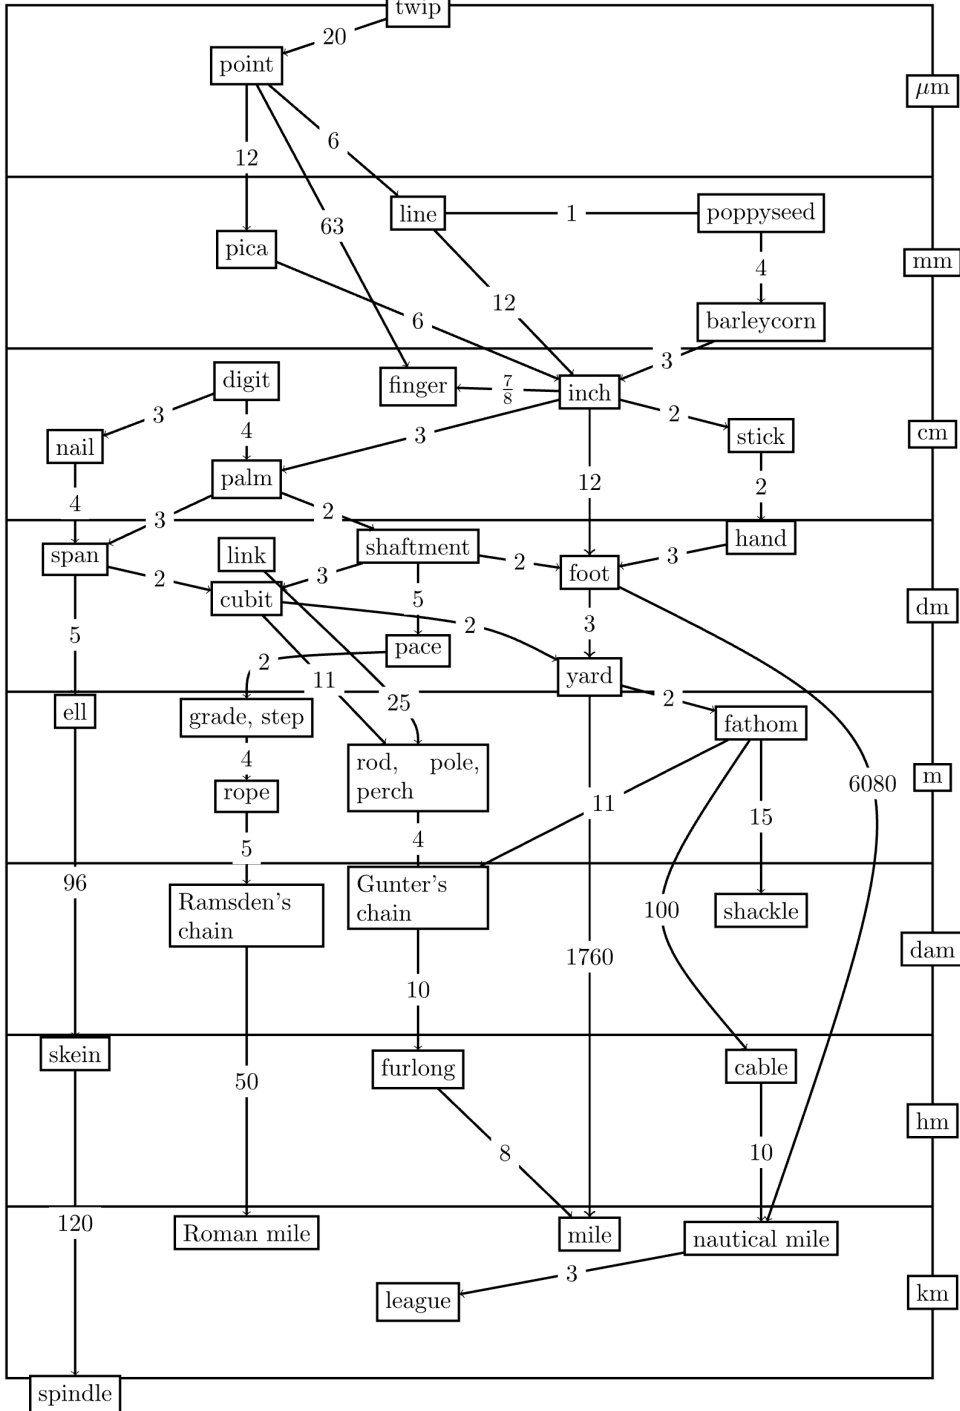 twip
20
point
μm
6
12
line
1
poppyseed
63
pica
4
mm
12
6
barleycorn
3
digit
finger
7/8
inch
3
2
4
3
stick
cm
nail
palm
12
2
4
3
2
hand
span
link
shaftment
2
3
foot
2
3
cubit
5
dm
5
2
3
pace
2
yard
11
2
25
ell
grade, step
fathom
4
rod, pole,
perch
rope
m
6080
11
15
4
5
96
Gunter's
chain
Ramsden's
chain
100
shackle
dam
1760
10
skein
furlong
cable
50
hm
8
10
120
Roman mile
mile
nautical mile
3
league
km
spindle